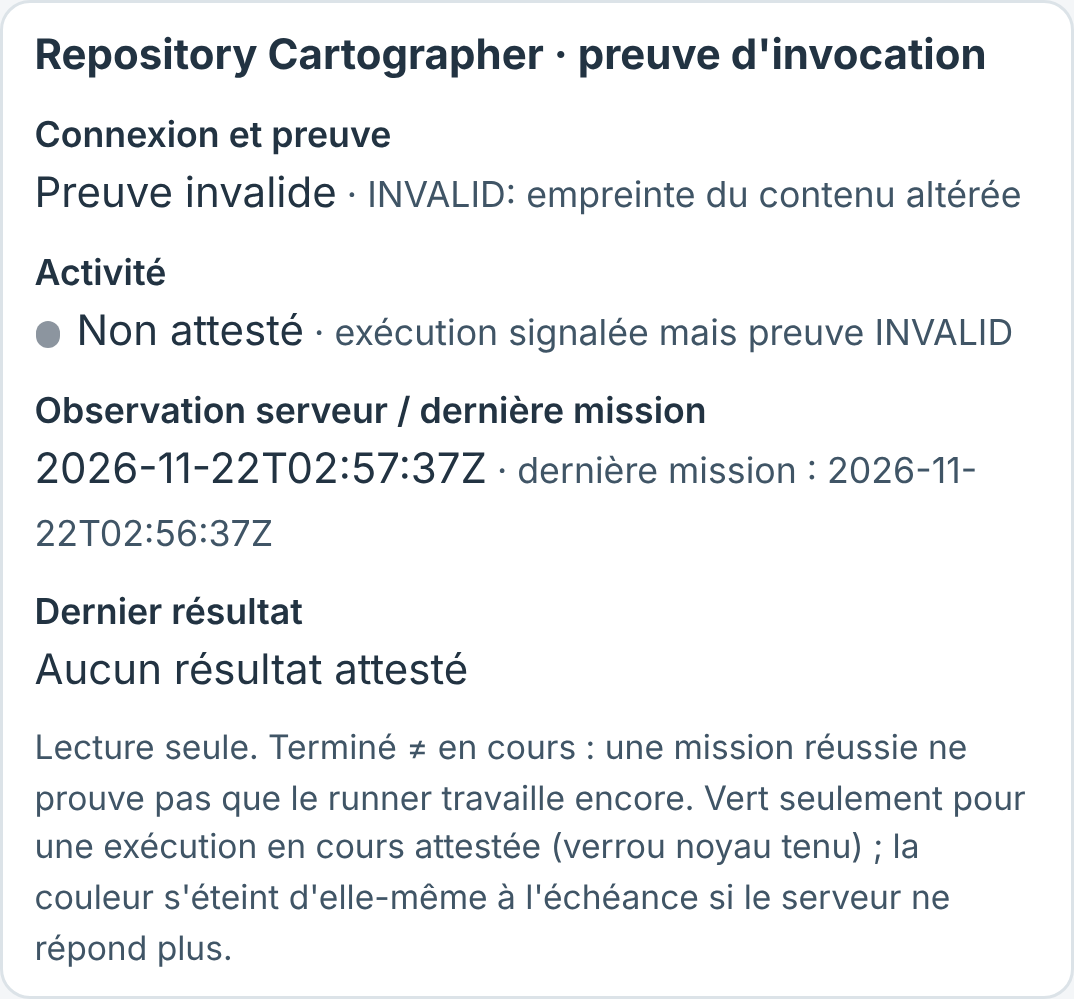 Repository Cartographer · preuve d'invocation
Connexion et preuve
Preuve invalide · INVALID: empreinte du contenu altérée
Activité
Non attesté · exécution signalée mais preuve INVALID
Observation serveur / dernière mission
2026-11-22T02:57:37Z · dernière mission : 2026-11-
22T02:56:37Z
Dernier résultat
Aucun résultat attesté
Lecture seule. Terminé ≠ en cours : une mission réussie ne
prouve pas que le runner travaille encore. Vert seulement pour
une exécution en cours attestée (verrou noyau tenu) ; la
couleur s'éteint d'elle-même à l'échéance si le serveur ne
répond plus.